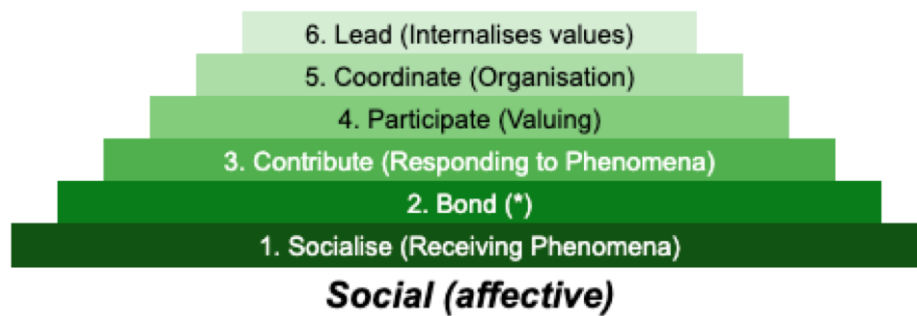 6. Lead (Internalises values)
5. Coordinate (Organisation)
4. Participate (Valuing)
3. Contribute (Responding to Phenomena)
2. Bond (*)
1. Socialise (Receiving Phenomena)
Social (affective)